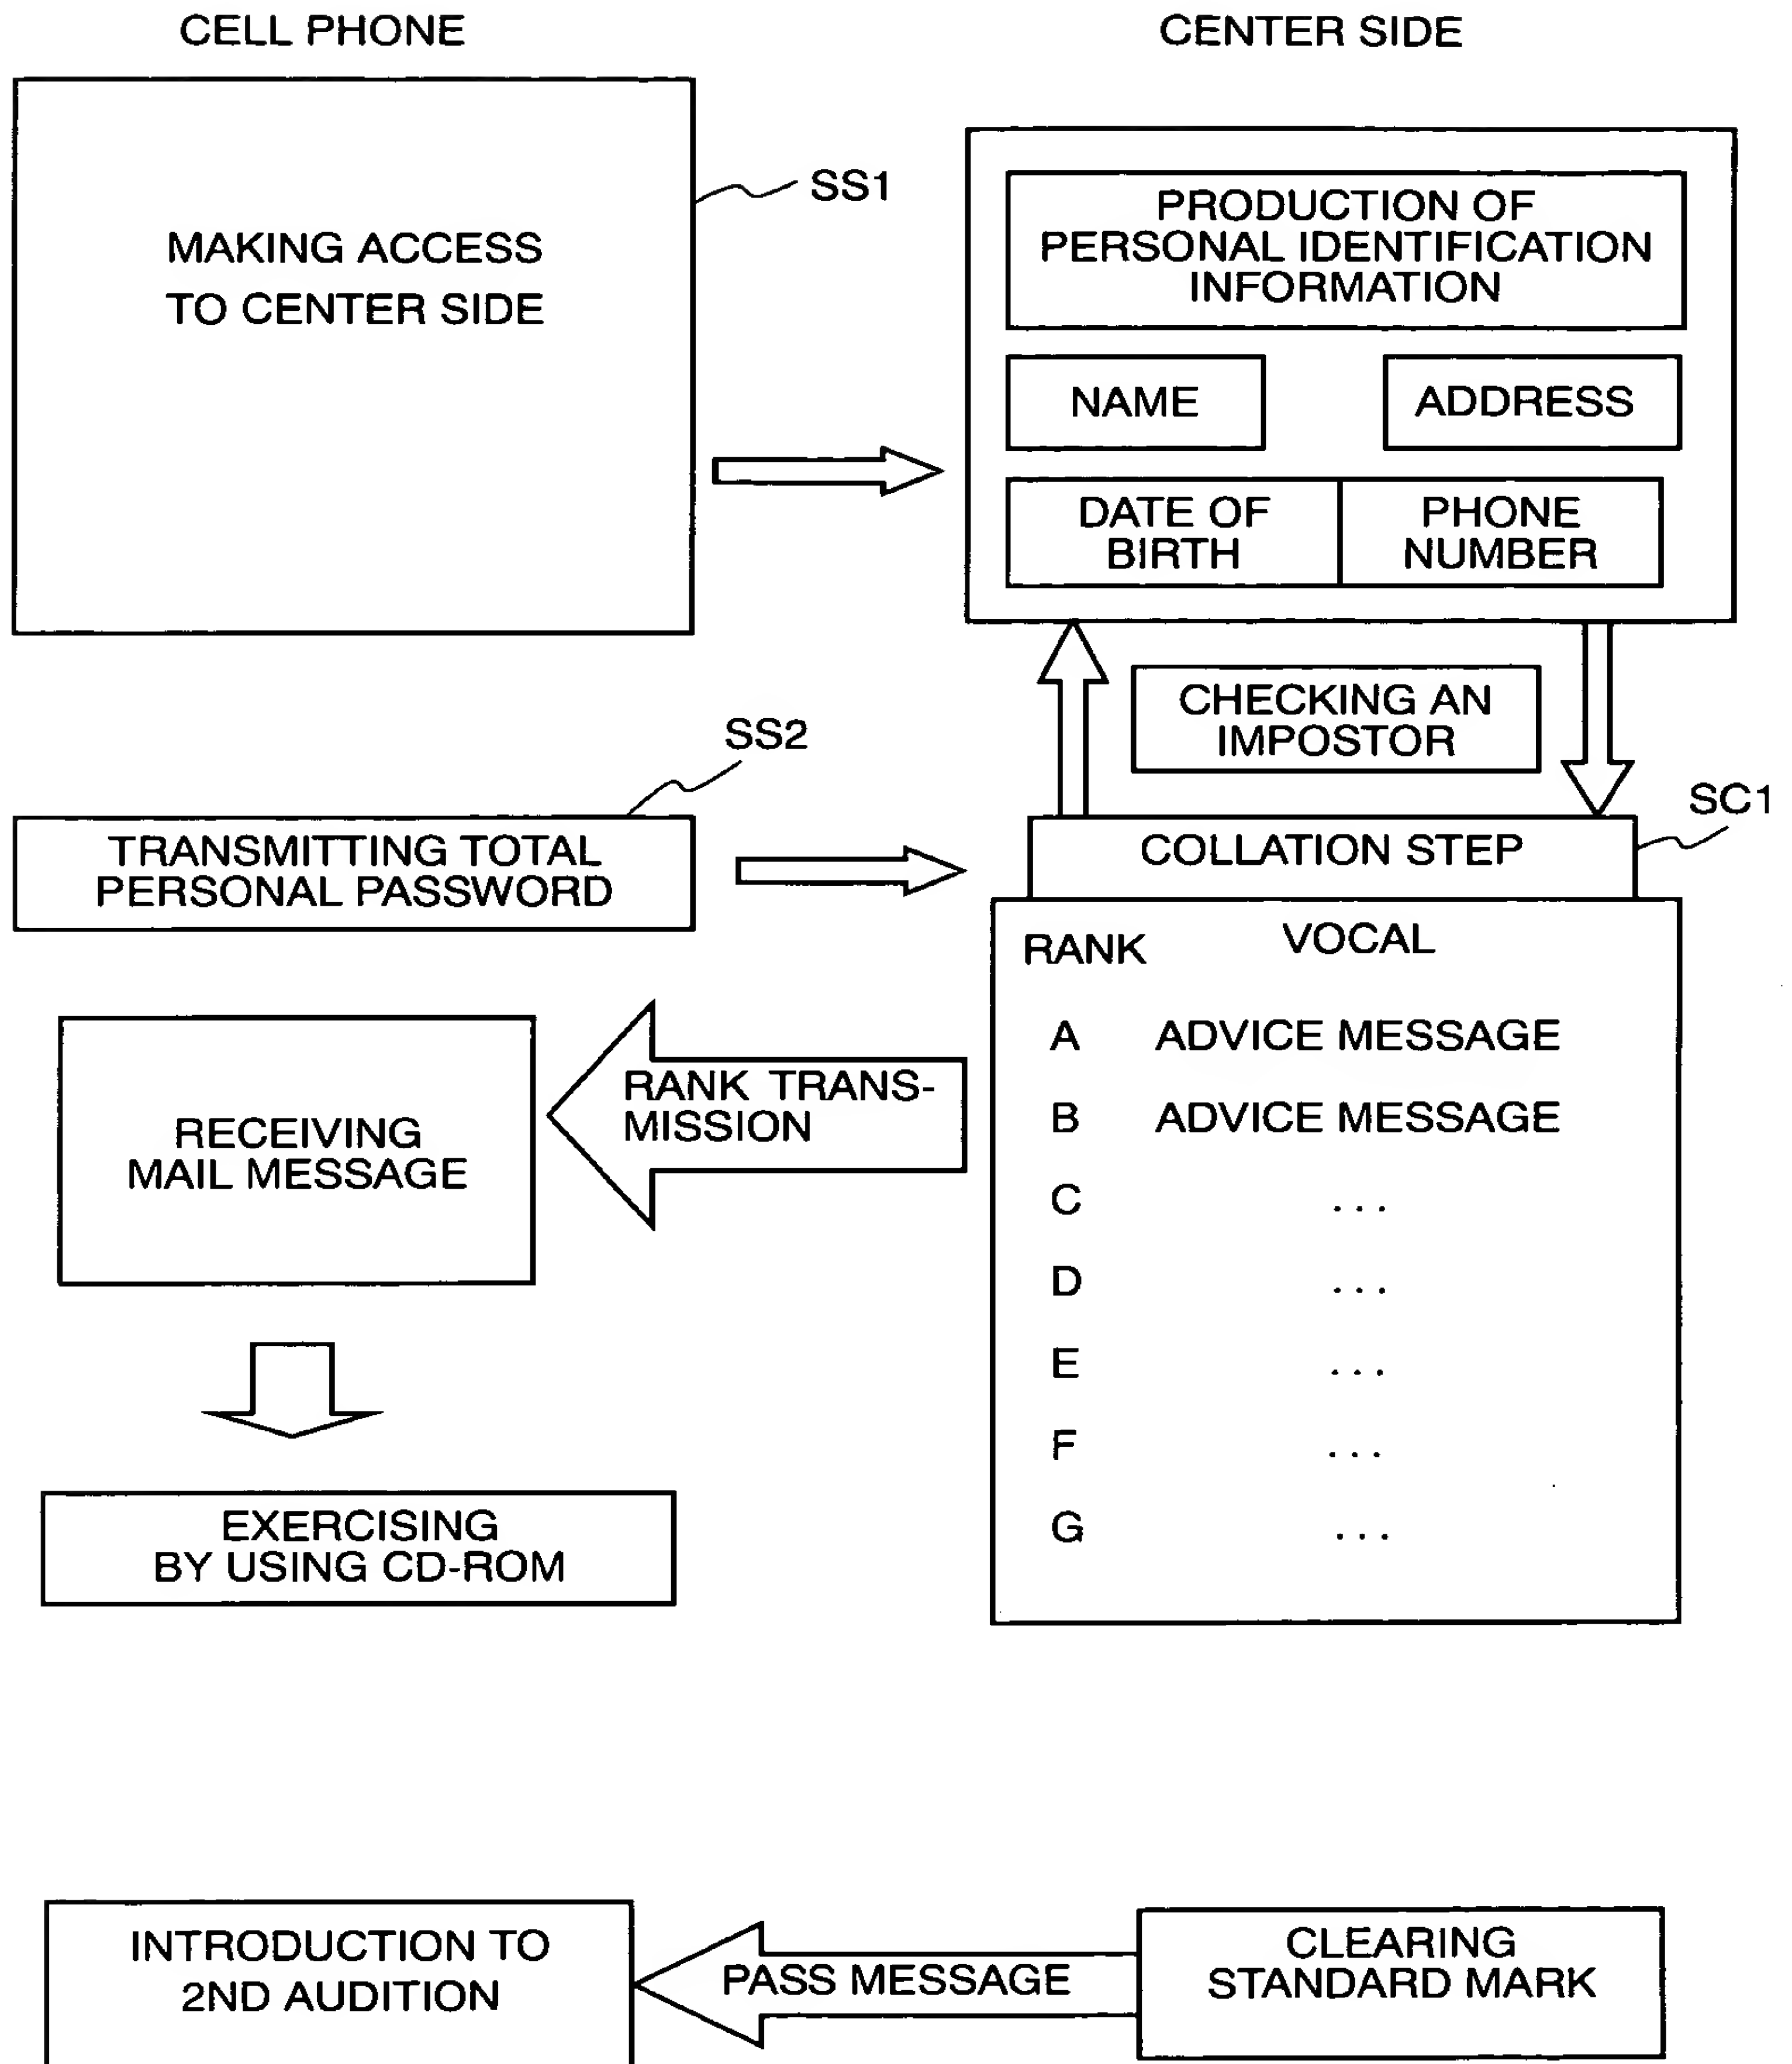 CELL PHONE
CENTER SIDE
MAKING ACCESS
TO CENTER SIDE
SS1
PRODUCTION OF
PERSONAL IDENTIFICATION
INFORMATION
NAME
ADDRESS
DATE OF
BIRTH
PHONE
NUMBER
CHECKING AN
IMPOSTOR
SS2
TRANSMITTING TOTAL
PERSONAL PASSWORD
COLLATION STEP
SC1
RANK VOCAL
A ADVICE MESSAGE
B ADVICE MESSAGE
C ...
D ...
E ...
F ...
G ...
RANK TRANS-
MISSION
RECEIVING
MAIL MESSAGE
EXERCISING
BY USING CD-ROM
INTRODUCTION TO
2ND AUDITION
PASS MESSAGE
CLEARING
STANDARD MARK